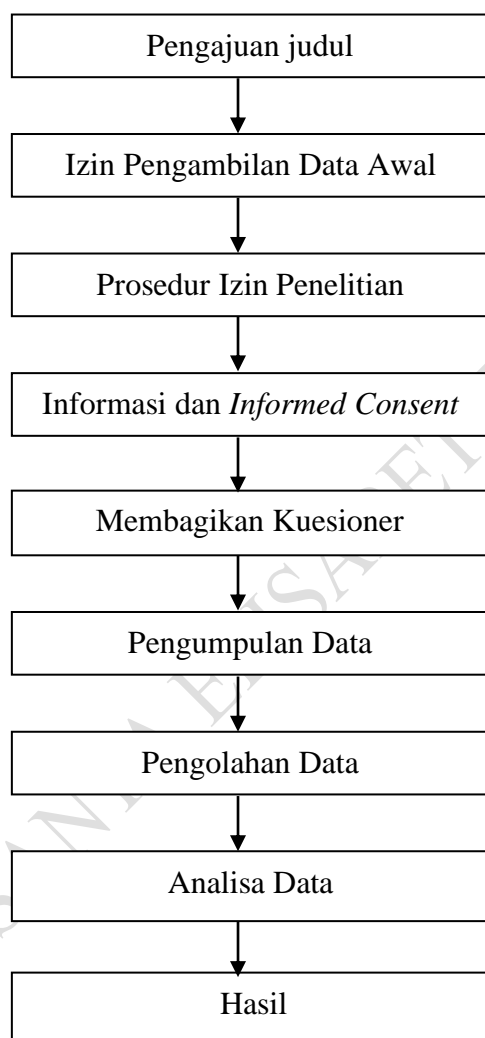 Pengajuan judul
Izin Pengambilan Data Awal
Prosedur Izin Penelitian
Informasi dan Informed Consent
Membagikan Kuesioner
Pengumpulan Data
Pengolahan Data
Analisa Data
Hasil